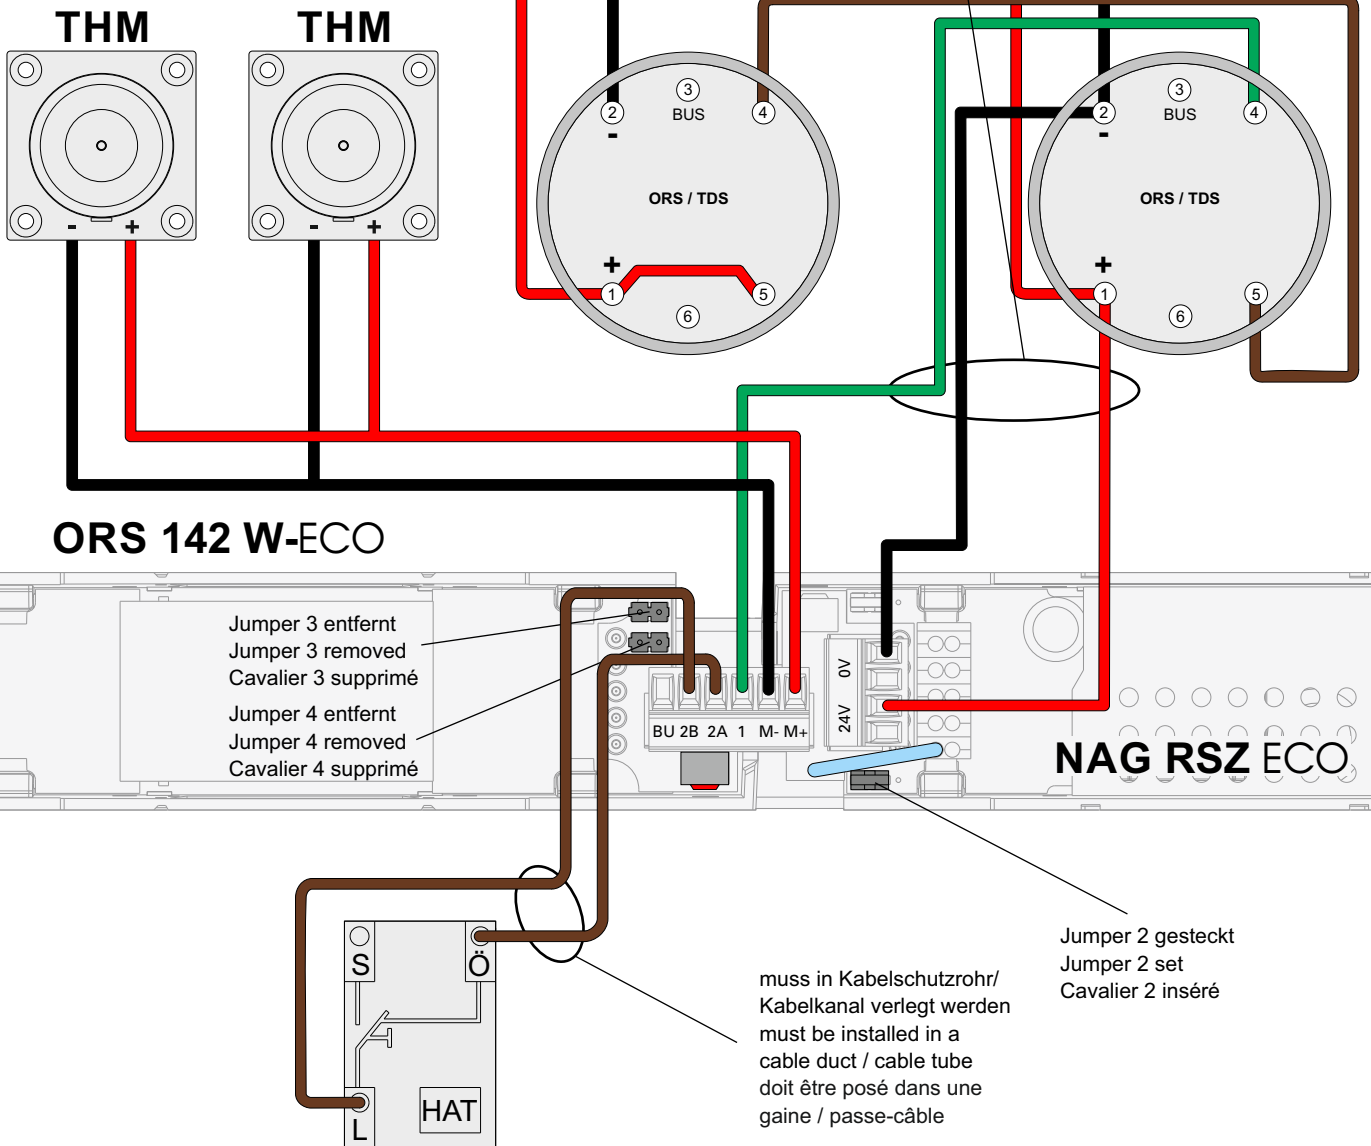 THM
THM
3
BUS
2
4
-
ORS / TDS
+
1
5
6
3
BUS
2
4
-
ORS / TDS
+
1
5
6
- +
- +
ORS 142 W-ECO
Jumper 3 entfernt
Jumper 3 removed
Cavalier 3 supprimé
Jumper 4 entfernt
Jumper 4 removed
Cavalier 4 supprimé
BU 2B 2A 1 M- M+
0V
24V
NAG RSZ ECO
Jumper 2 gesteckt
Jumper 2 set
Cavalier 2 inséré
S
Ö
L
HAT
muss in Kabelschutzrohr/
Kabelkanal verlegt werden
must be installed in a
cable duct / cable tube
doit être posé dans une
gaine / passe-câble